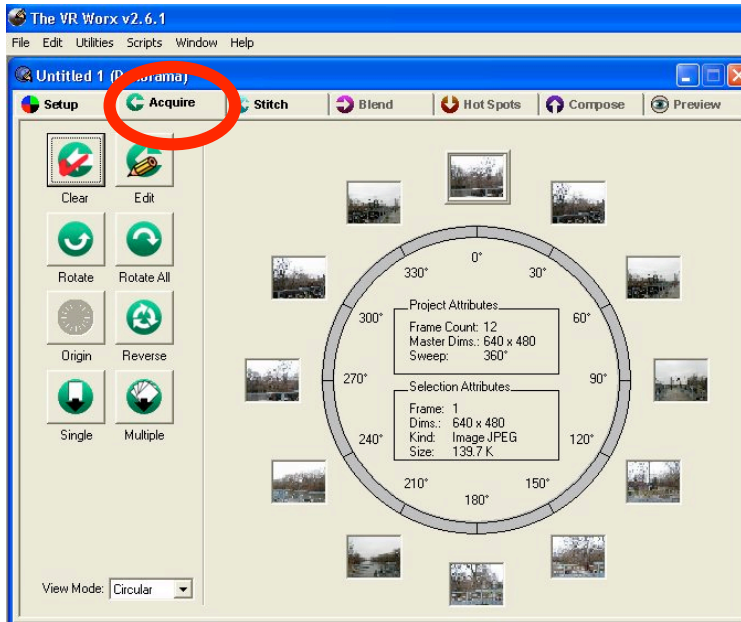 The VR Worx v2.6.1
File Edit Utilities Scripts Window Help
Untitled 1 (Panorama)
Setup Acquire Stitch Blend Hot Spots Compose Preview
Clear Edit
Rotate Rotate All
Origin Reverse
Single Multiple
View Mode: Circular
0°
330° 30°
300° 60°
270° 90°
240° 120°
210° 150°
180°
Project Attributes
Frame Count: 12
Master Dims.: 640 x 480
Sweep: 360°
Selection Attributes
Frame: 1
Dims.: 640 x 480
Kind: Image JPEG
Size: 139.7 K